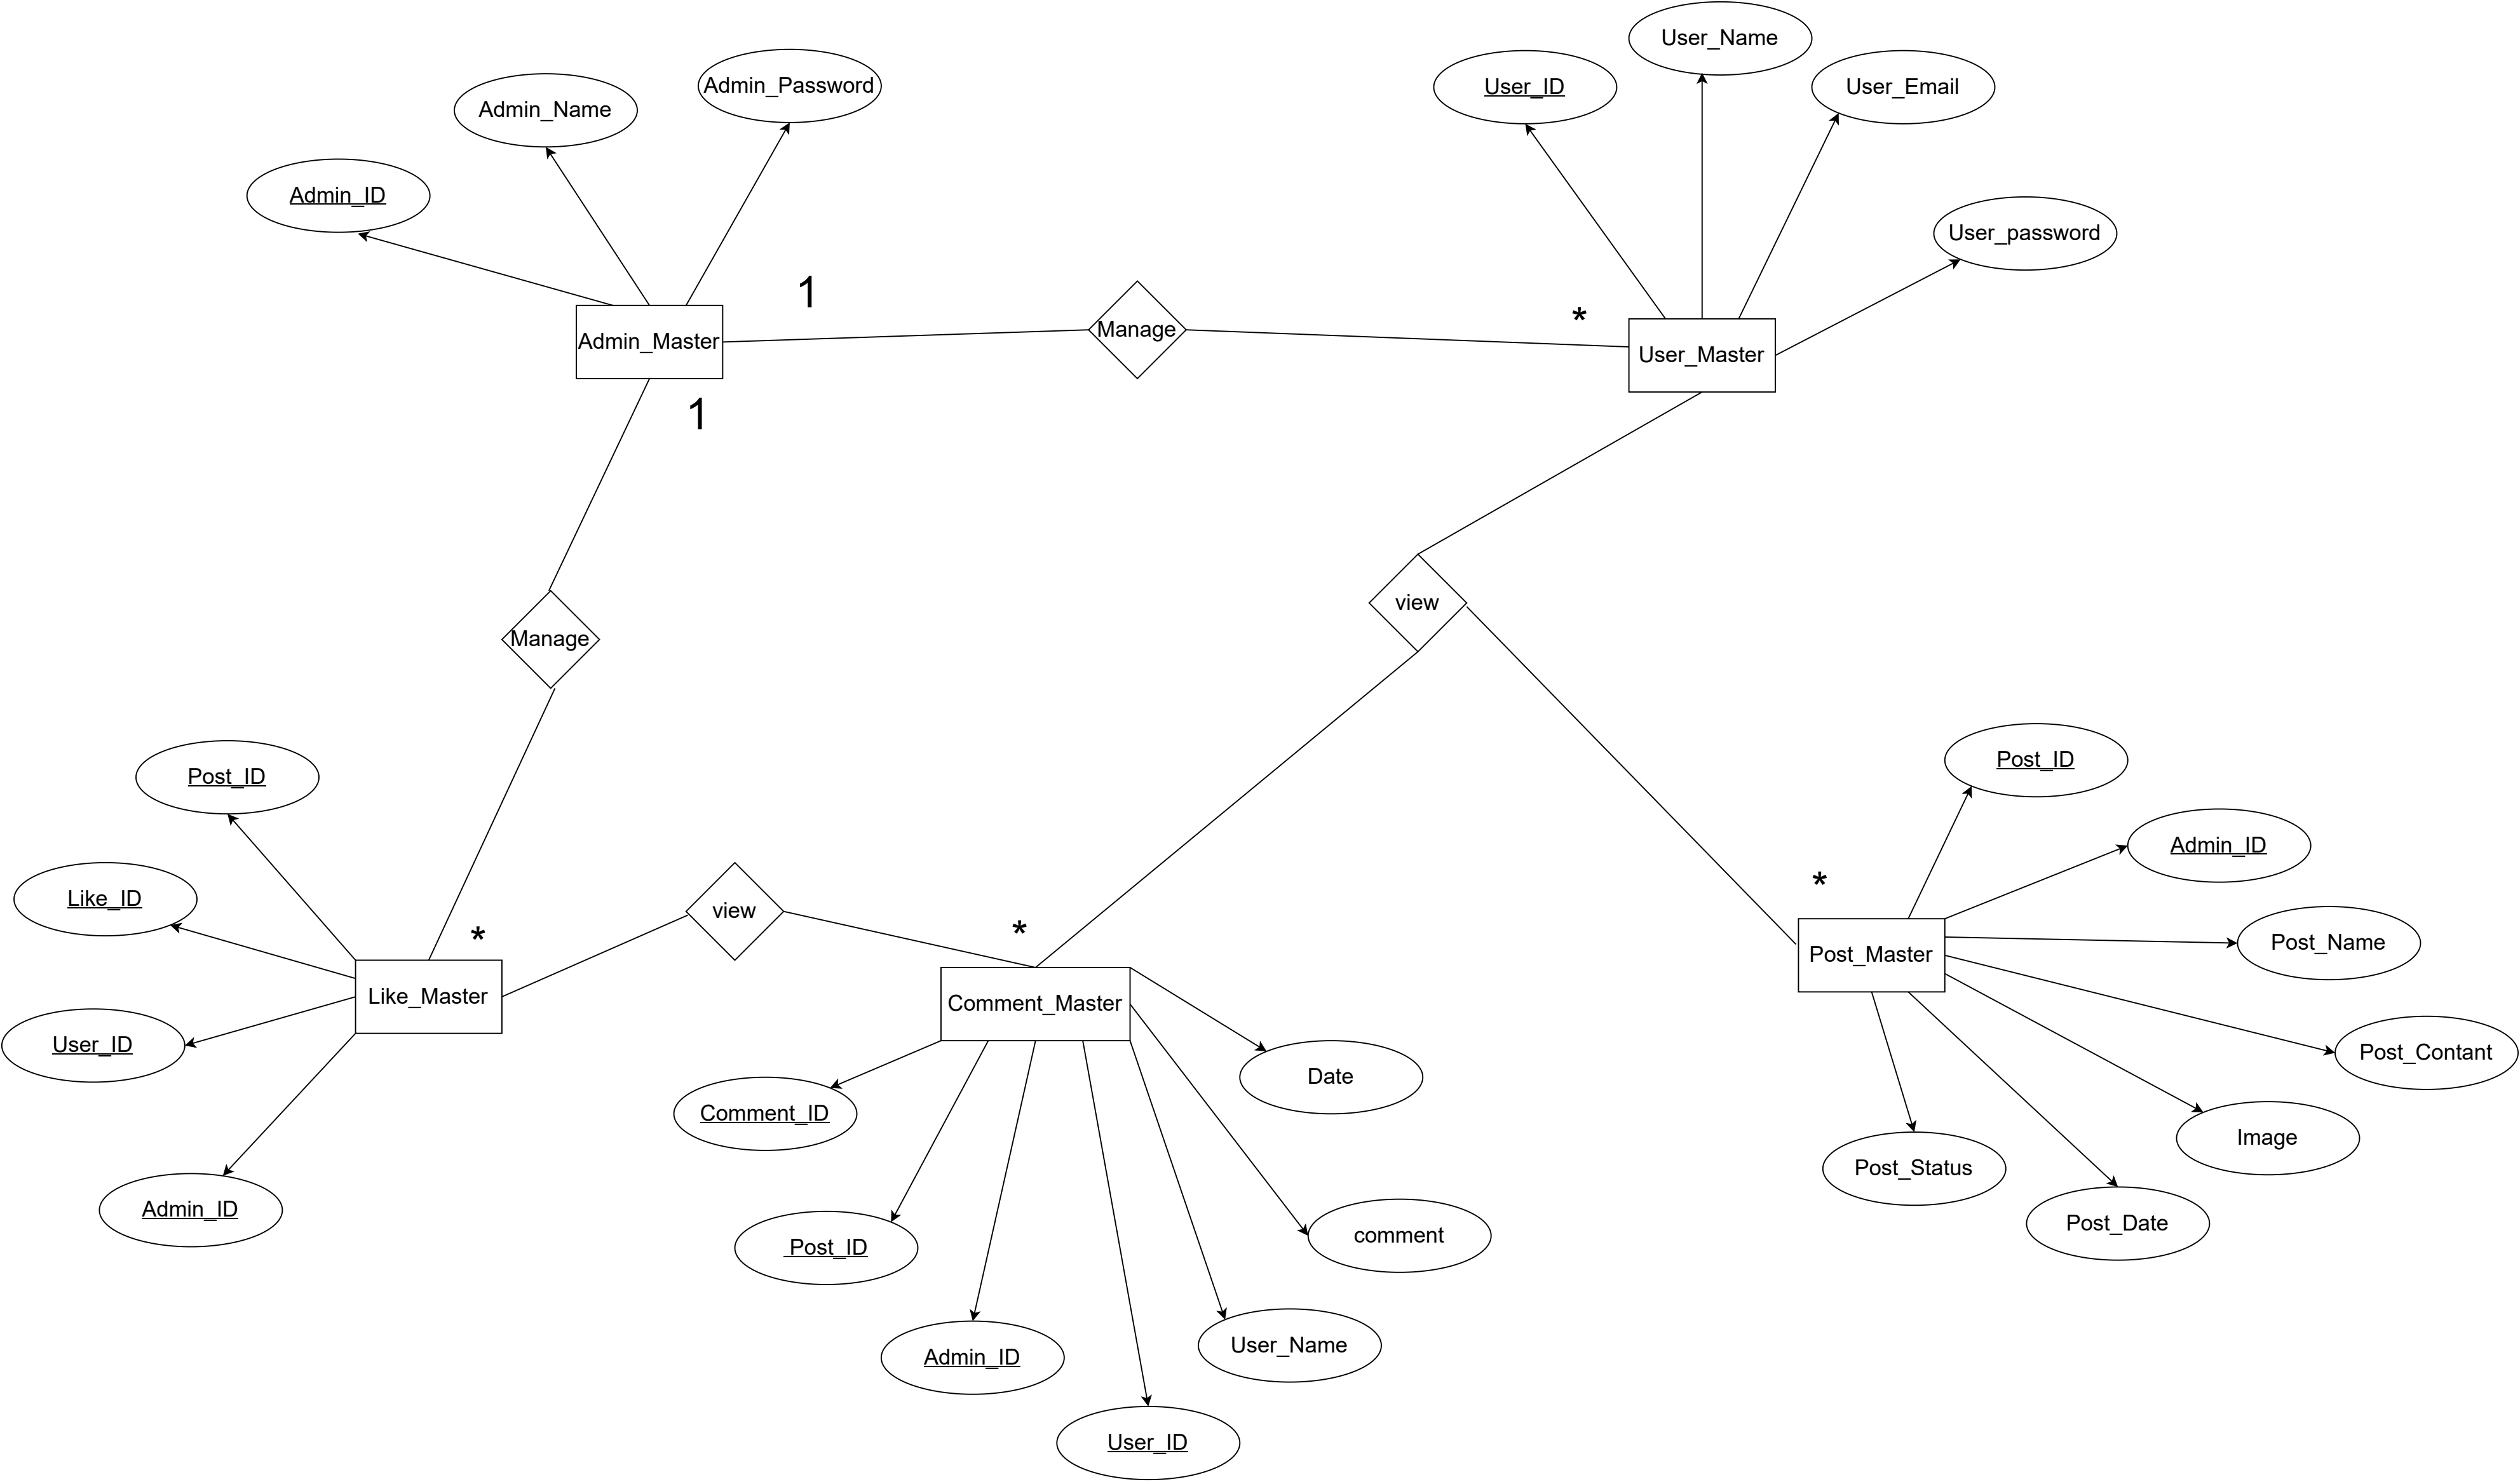 User_Name
Admin_Password
User_ID
User_Email
Admin_Name
Admin_ID
User_password
1
*
Manage
Admin_Master
User_Master
1
view
Manage
Post_ID
Post_ID
Admin_ID
*
Like_ID
view
*
*
Post_Name
Post_Master
Like_Master
Comment_Master
User_ID
Post_Contant
Date
Comment_ID
Image
Post_Status
Admin_ID
Post_Date
comment
Post_ID
User_Name
Admin_ID
User_ID